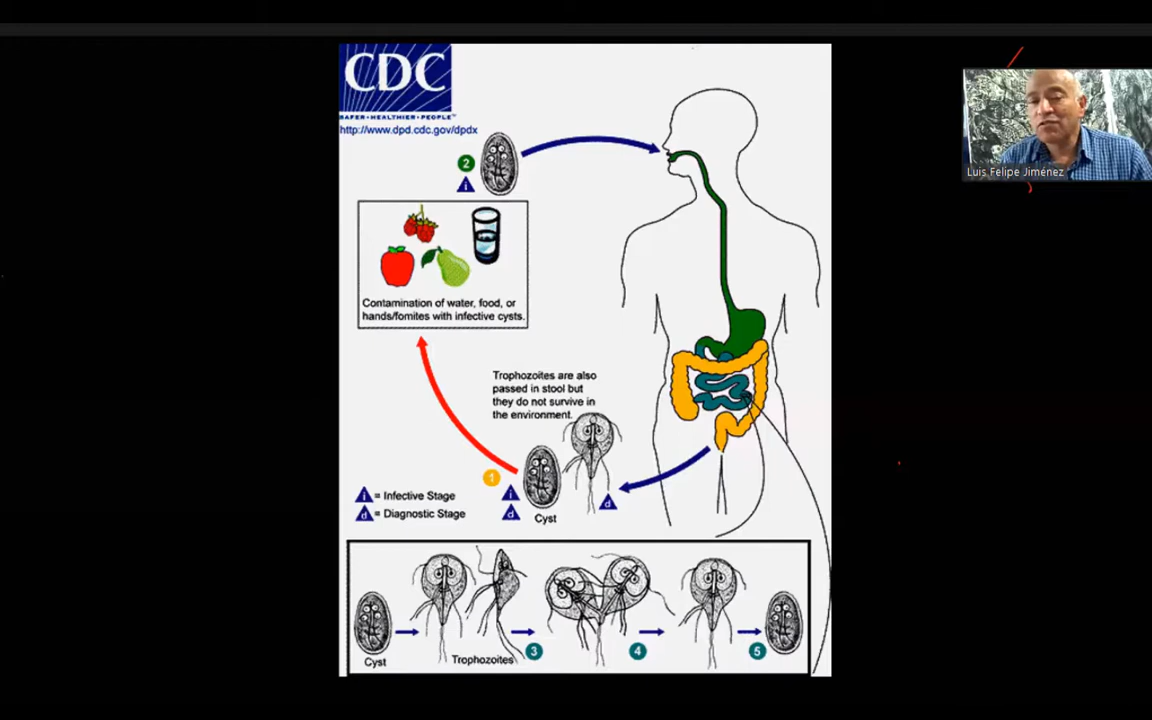 CDC
SAFER • HEALTHIER • PEOPLE™
http://www.dpd.cdc.gov/dpdx
2
i
Contamination of water, food, or
hands/fomites with infective cysts.
Trophozoites are also
passed in stool but
they do not survive in
the environment.
1
i
d
d
Cyst
i = Infective Stage
d = Diagnostic Stage
Cyst
Trophozoites
3
4
5
Luis Felipe Jiménez